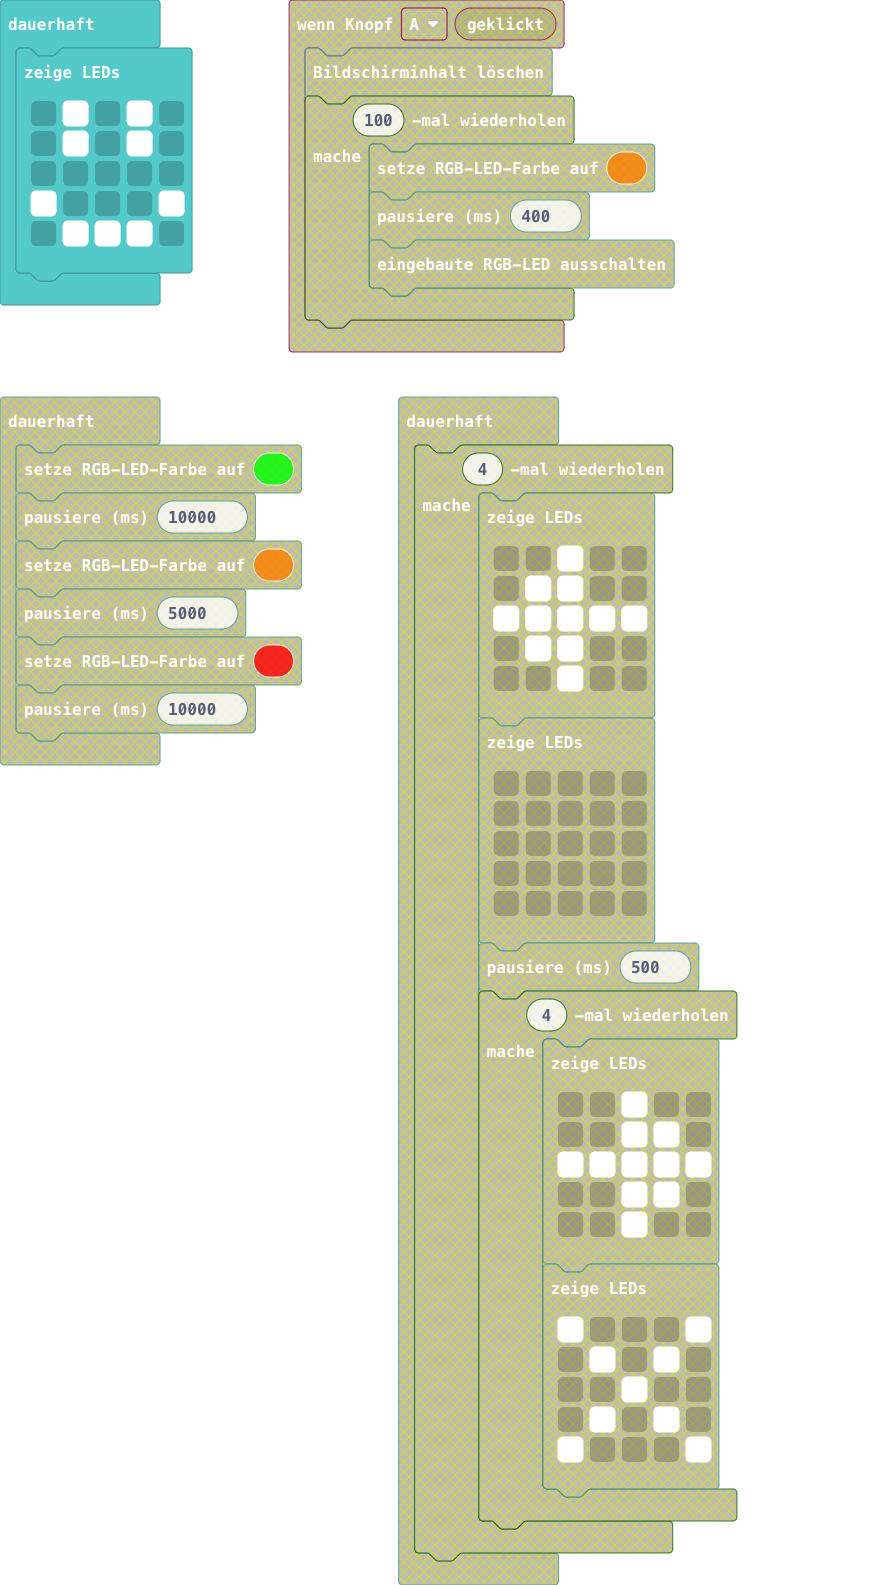 dauerhaft
zeige LEDs
wenn Knopf A geklickt
Bildschirminhalt löschen
100 -mal wiederholen
mache
setze RGB-LED-Farbe auf
pausiere (ms) 400
eingebaute RGB-LED ausschalten
dauerhaft
setze RGB-LED-Farbe auf
pausiere (ms) 10000
setze RGB-LED-Farbe auf
pausiere (ms) 5000
setze RGB-LED-Farbe auf
pausiere (ms) 10000
dauerhaft
4 -mal wiederholen
mache
zeige LEDs
zeige LEDs
pausiere (ms) 500
4 -mal wiederholen
mache
zeige LEDs
zeige LEDs